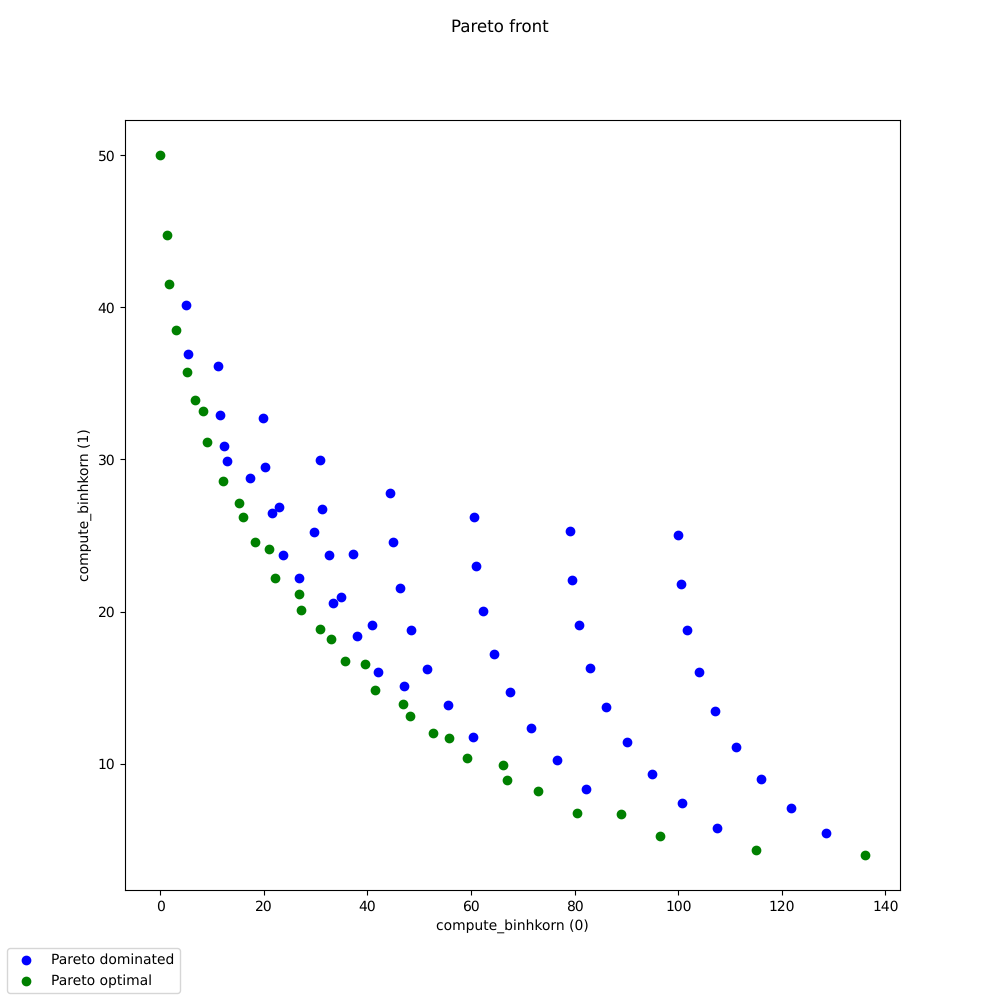 Pareto front
50
40
30
20
10
compute_binhkorn (1)
0 20 40 60 80 100 120 140
compute_binhkorn (0)
Pareto dominated
Pareto optimal